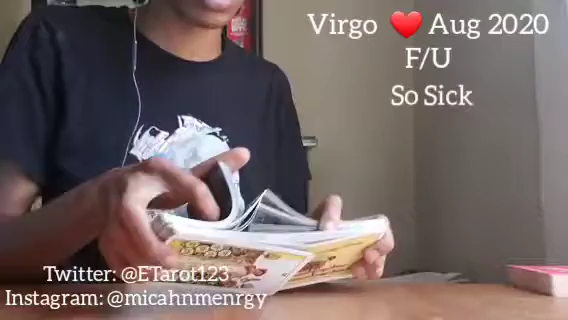 Virgo ❤️ Aug 2020
F/U
So Sick
Twitter: @ETarot123
Instagram: @micahnmenrgy